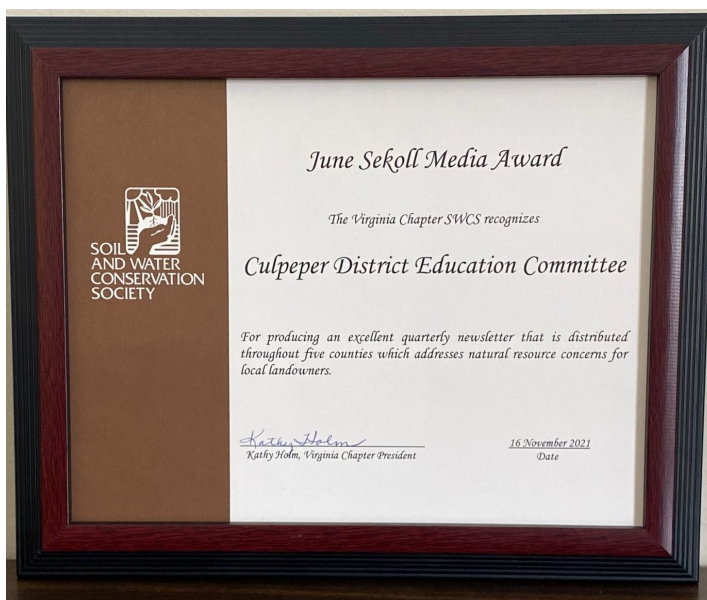 SOIL
AND WATER
CONSERVATION
SOCIETY
June Sekoll Media Award
The Virginia Chapter SWCS recognizes
Culpeper District Education Committee
For producing an excellent quarterly newsletter that is distributed
throughout five counties which addresses natural resource concerns for
local landowners.
Kathy Holm
Kathy Holm, Virginia Chapter President
16 November 2021
Date